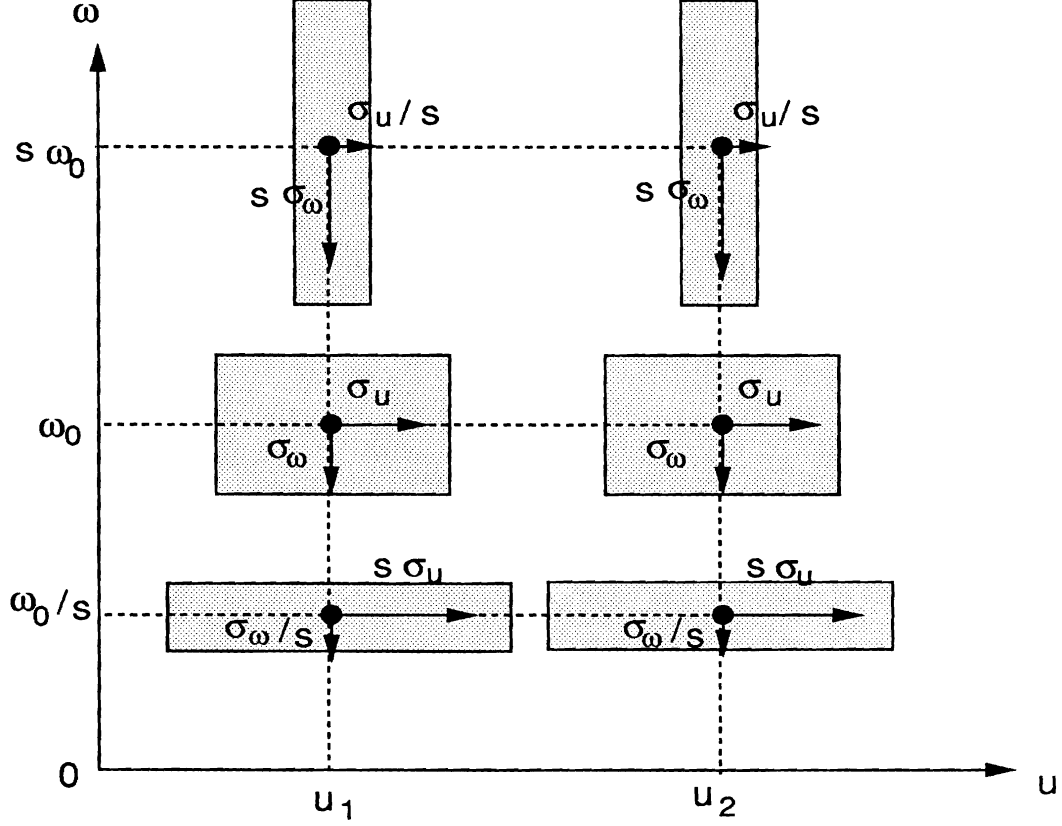 ω
σu / s σu / s
s ω0
s σω s σω
σu σu
ω0
σω σω
s σu s σu
ω0 / s
σω / s σω / s
0
u1 u2 u